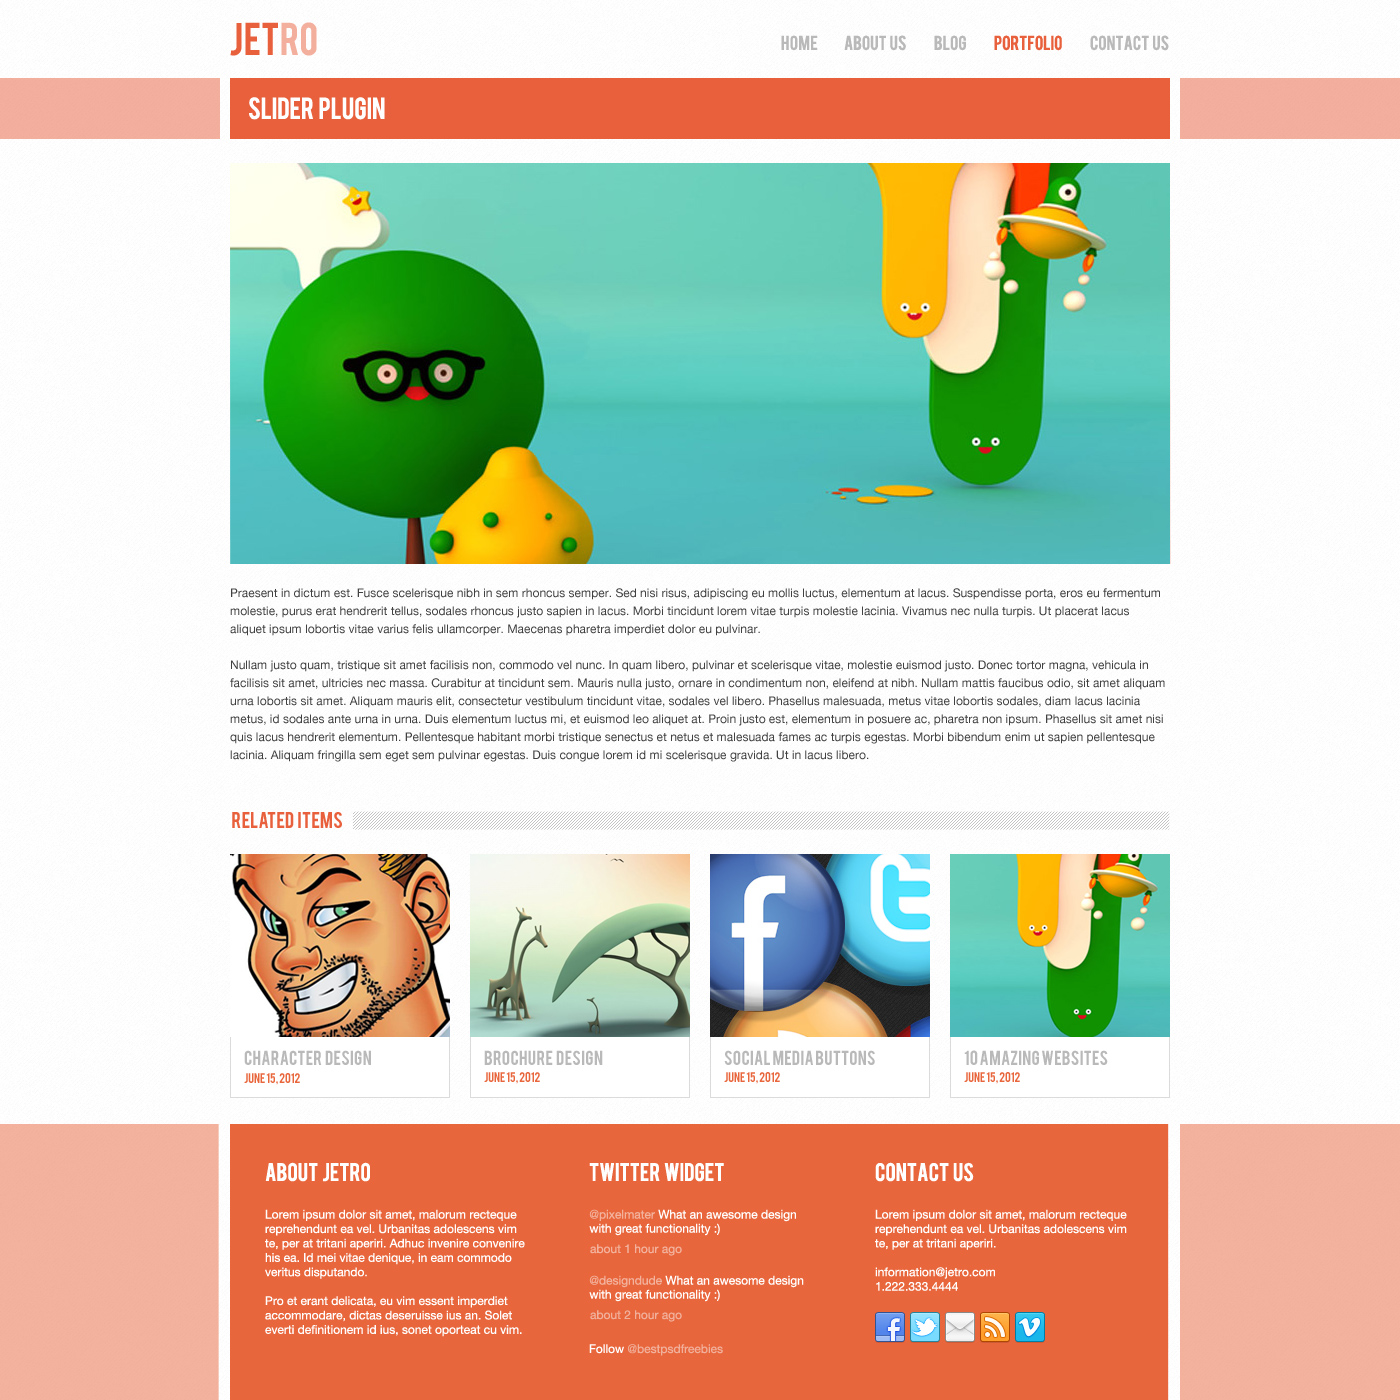 JETRO
HOME ABOUT US BLOG PORTFOLIO CONTACT US
SLIDER PLUGIN
Praesent in dictum est. Fusce scelerisque nibh in sem rhoncus semper. Sed nisi risus, adipiscing eu mollis luctus, elementum at lacus. Suspendisse porta, eros eu fermentum
molestie, purus erat hendrerit tellus, sodales rhoncus justo sapien in lacus. Morbi tincidunt lorem vitae turpis molestie lacinia. Vivamus nec nulla turpis. Ut placerat lacus
aliquet ipsum lobortis vitae varius felis ullamcorper. Maecenas pharetra imperdiet dolor eu pulvinar.
Nullam justo quam, tristique sit amet facilisis non, commodo vel nunc. In quam libero, pulvinar et scelerisque vitae, molestie euismod justo. Donec tortor magna, vehicula in
facilisis sit amet, ultricies nec massa. Curabitur at tincidunt sem. Mauris nulla justo, ornare in condimentum non, eleifend at nibh. Nullam mattis faucibus odio, sit amet aliquam
urna lobortis sit amet. Aliquam mauris elit, consectetur vestibulum tincidunt vitae, sodales vel libero. Phasellus malesuada, metus vitae lobortis sodales, diam lacus lacinia
metus, id sodales ante urna in urna. Duis elementum luctus mi, et euismod leo aliquet at. Proin justo est, elementum in posuere ac, pharetra non ipsum. Phasellus sit amet nisi
quis lacus hendrerit elementum. Pellentesque habitant morbi tristique senectus et netus et malesuada fames ac turpis egestas. Morbi bibendum enim ut sapien pellentesque
lacinia. Aliquam fringilla sem eget sem pulvinar egestas. Duis congue lorem id mi scelerisque gravida. Ut in lacus libero.
RELATED ITEMS
CHARACTER DESIGN
JUNE 15, 2012
BROCHURE DESIGN
JUNE 15, 2012
SOCIAL MEDIA BUTTONS
JUNE 15, 2012
10 AMAZING WEBSITES
JUNE 15, 2012
ABOUT JETRO
Lorem ipsum dolor sit amet, malorum recteque
reprehendunt ea vel. Urbanitas adolescens vim
te, per at tritani aperiri. Adhuc invenire convenire
his ea. Id mei vitae denique, in eam commodo
veritus disputando.
Pro et erant delicata, eu vim essent imperdiet
accommodare, dictas deseruisse ius an. Solet
everti definitionem id ius, sonet oporteat cu vim.
TWITTER WIDGET
@pixelmater What an awesome design
with great functionality :)
about 1 hour ago
@designdude What an awesome design
with great functionality :)
about 2 hour ago
Follow @bestpsdfreebies
CONTACT US
Lorem ipsum dolor sit amet, malorum recteque
reprehendunt ea vel. Urbanitas adolescens vim
te, per at tritani aperiri.
information@jetro.com
1.222.333.4444